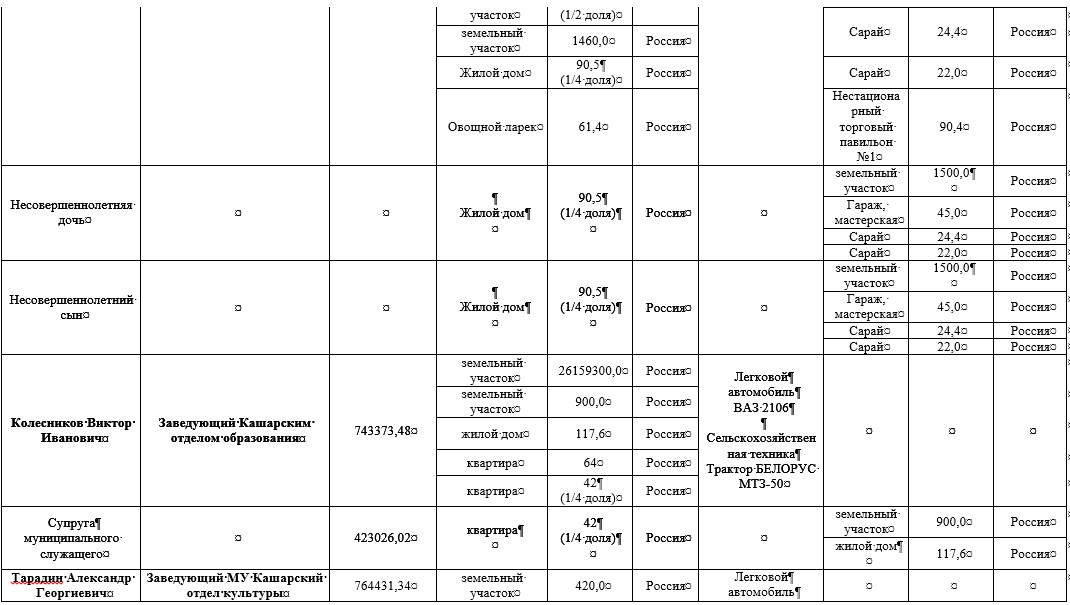 участок¤ (1/2·доля)¤
земельный·
участок¤ 1460,0¤ Россия¤
Сарай¤ 24,4¤ Россия¤
Жилой·дом¤ 90,5¶
(1/4·доля)¤ Россия¤ Сарай¤ 22,0¤ Россия¤
Овощной·ларек¤ 61,4¤ Россия¤
Нестациона
рный·
торговый·
павильон·
№1¤ 90,4¤ Россия¤
Несовершеннолетняя·
дочь¤ ¤ ¤
¶
Жилой·дом¶
¤
90,5¶
(1/4·доля)¶
¤
Россия¤ ¤
земельный·
участок¤ 1500,0¶
¤ Россия¤
Гараж,·
мастерская¤ 45,0¤ Россия¤
Сарай¤ 24,4¤ Россия¤
Сарай¤ 22,0¤ Россия¤
Несовершеннолетний·
сын¤ ¤ ¤
¶
Жилой·дом¶
¤
90,5¶
(1/4·доля)¶
¤
Россия¤ ¤
земельный·
участок¤ 1500,0¶
¤ Россия¤
Гараж,·
мастерская¤ 45,0¤ Россия¤
Сарай¤ 24,4¤ Россия¤
Сарай¤ 22,0¤ Россия¤
Колесников·Виктор·
Иванович¤
Заведующий·Кашарским·
отделом·образования¤
743373,48¤
земельный·
участок¤ 26159300,0¤ Россия¤
земельный·
участок¤ 900,0¤ Россия¤
жилой·дом¤ 117,6¤ Россия¤
квартира¤ 64¤ Россия¤
квартира¤ 42¶
(1/4·доля)¤ Россия¤
Легковой¶
автомобиль¶
ВАЗ·2106¶
¶
Сельскохозяйствен
ная·техника¶
Трактор·БЕЛОРУС·
МТЗ-50¤
¤ ¤ ¤
Супруга¶
муниципального·
служащего¤
¤ 423026,02¤
квартира¶
¤
42¶
(1/4·доля)¶
¤
Россия¤ ¤
земельный·
участок¤ 900,0¤ Россия¤
жилой·дом¶
¤ 117,6¤ Россия¤
Тарадин·Александр·
Георгиевич¤
Заведующий·МУ·Кашарский·
отдел·культуры¤
764431,34¤
земельный·
участок¤
420,0¤ Россия¤
Легковой¶
автомобиль¶
¤ ¤ ¤